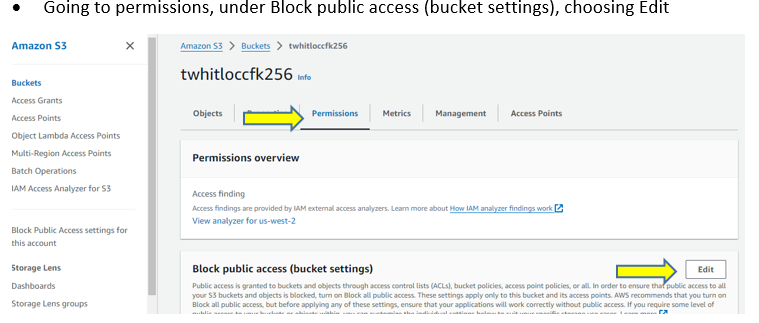 • Going to permissions, under Block public access (bucket settings), choosing Edit
Amazon S3
Buckets
Access Grants
Access Points
Object Lambda Access Points
Multi-Region Access Points
Batch Operations
IAM Access Analyzer for S3
Block Public Access settings for
this account
Storage Lens
Dashboards
Storage Lens groups
Amazon S3 > Buckets > twhitloccfk256
twhitloccfk256 Info
Objects Permissions Metrics Management Access Points
Permissions overview
Access finding
Access findings are provided by IAM external access analyzers. Learn more about How IAM analyzer findings work
View analyzer for us-west-2
Block public access (bucket settings) Edit
Public access is granted to buckets and objects through access control lists (ACLs), bucket policies, access point policies, or all. In order to ensure that public access to all
your S3 buckets and objects is blocked, turn on Block all public access. These settings apply only to this bucket and its access points. AWS recommends that you turn on
Block all public access, but before applying any of these settings, ensure that your applications will work correctly without public access. If you require some level of